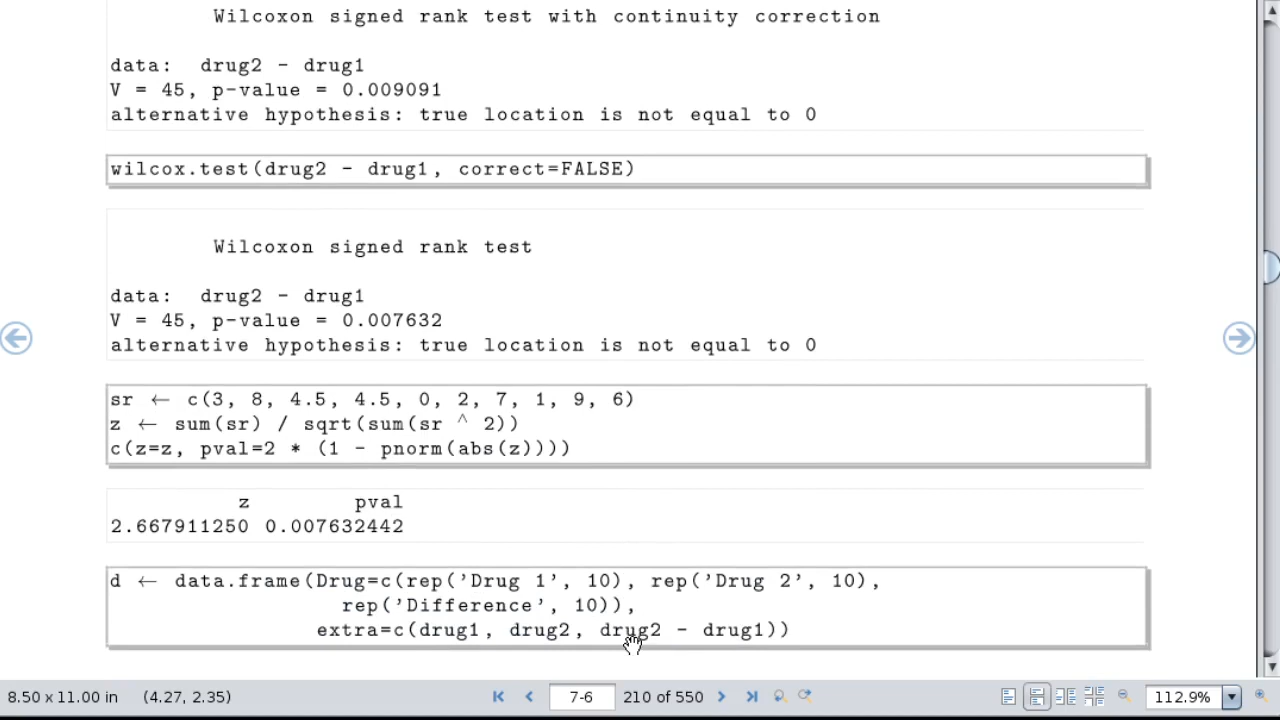 Wilcoxon signed rank test with continuity correction
data:  drug2 - drug1
V = 45, p-value = 0.009091
alternative hypothesis: true location is not equal to 0
wilcox.test(drug2 - drug1, correct=FALSE)
Wilcoxon signed rank test
data:  drug2 - drug1
V = 45, p-value = 0.007632
alternative hypothesis: true location is not equal to 0
sr ← c(3, 8, 4.5, 4.5, 0, 2, 7, 1, 9, 6)
z ← sum(sr) / sqrt(sum(sr ^ 2))
c(z=z, pval=2 * (1 - pnorm(abs(z))))
z        pval
2.667911250 0.007632442
d ← data.frame(Drug=c(rep('Drug 1', 10), rep('Drug 2', 10),
rep('Difference', 10)),
extra=c(drug1, drug2, drug2 - drug1))
8.50 x 11.00 in (4.27, 2.35) 7-6 210 of 550 112.9%